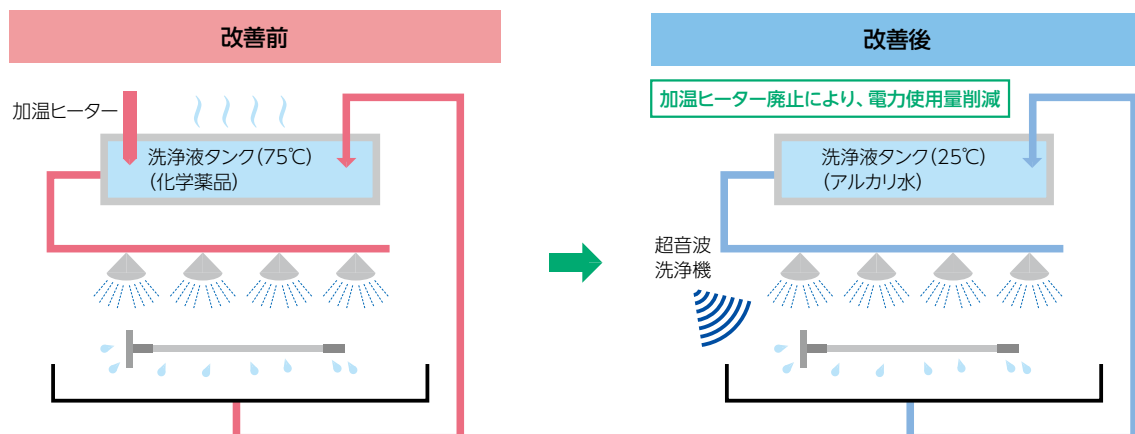 改善前
加温ヒーター
洗浄液タンク(75℃)
(化学薬品)
改善後
加温ヒーター廃止により、電力使用量削減
洗浄液タンク(25℃)
(アルカリ水)
超音波
洗浄機